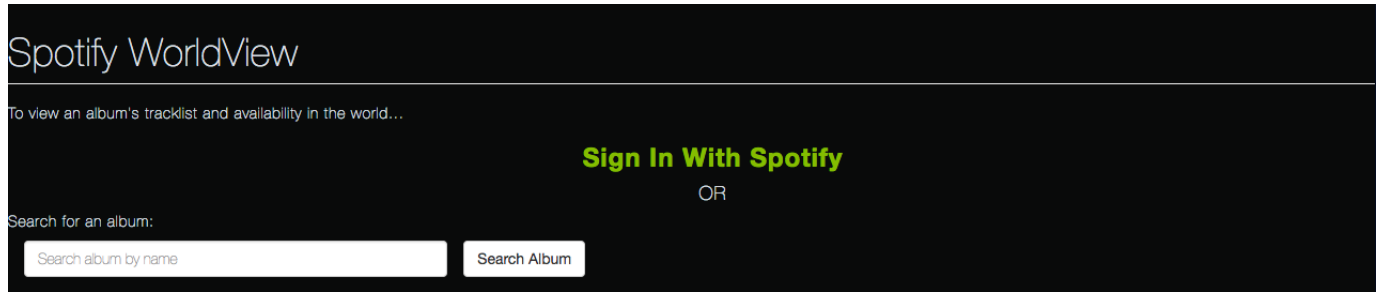 Spotify WorldView
To view an album's tracklist and availability in the world...
Sign In With Spotify
OR
Search for an album:
Search album by name
Search Album